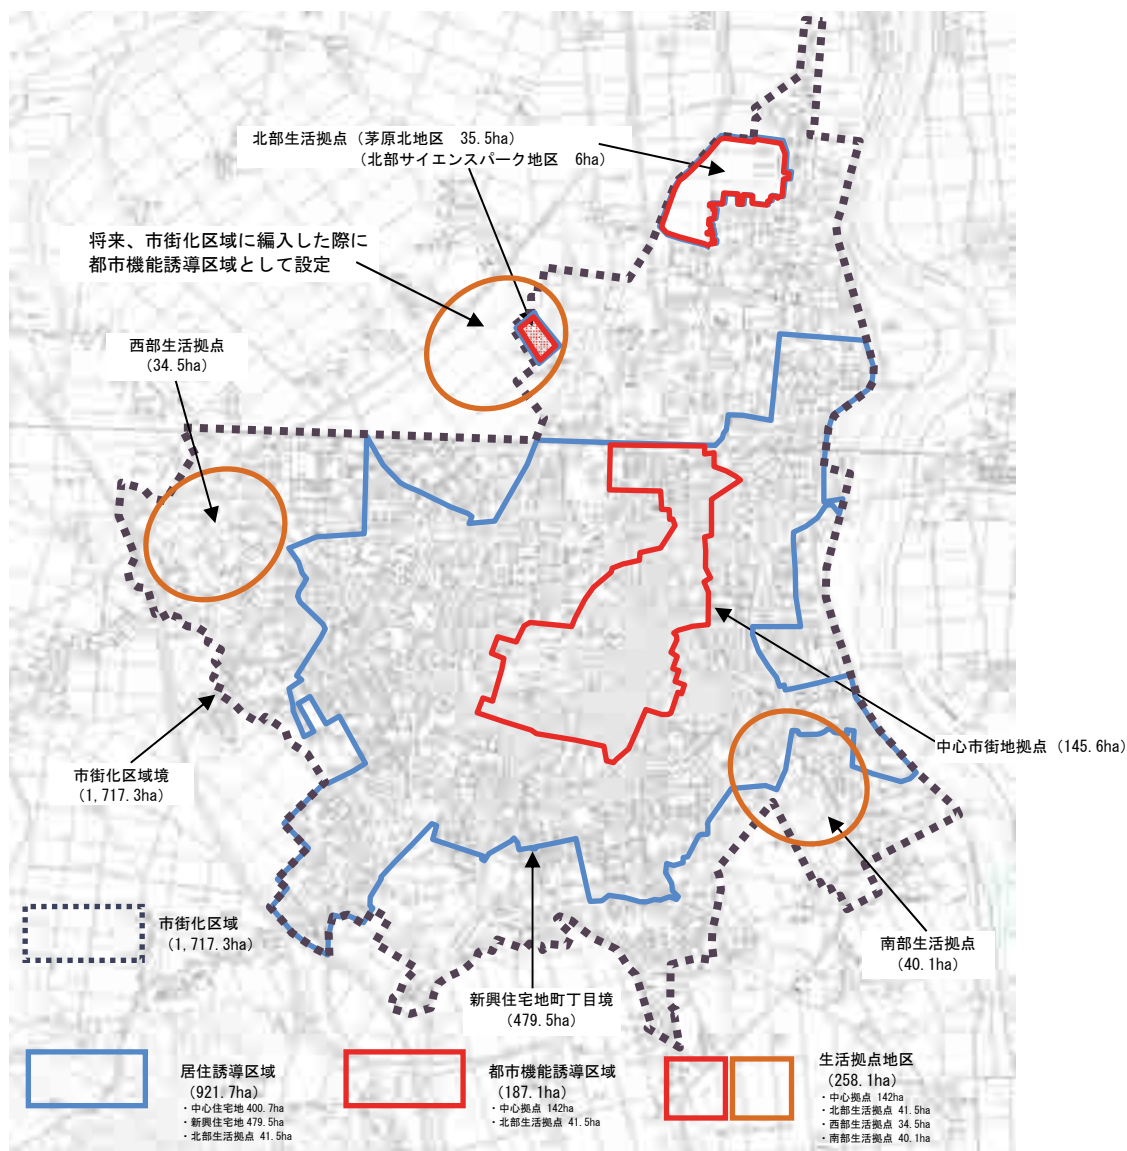 北部生活拠点（茅原北地区　35.5ha）
（北部サイエンスパーク地区　6ha）
将来、市街化区域に編入した際に
都市機能誘導区域として設定
西部生活拠点
（34.5ha）
中心市街地拠点（145.6ha）
市街化区域境
（1,717.3ha）
市街化区域
（1,717.3ha）
南部生活拠点
（40.1ha）
新興住宅地町丁目境
（479.5ha）
居住誘導区域
（921.7ha）
・中心住宅地 400.7ha
・新興住宅地 479.5ha
・北部生活拠点 41.5ha
都市機能誘導区域
（187.1ha）
・中心拠点 142ha
・北部生活拠点 41.5ha
生活拠点地区
（258.1ha）
・中心拠点 142ha
・北部生活拠点 41.5ha
・西部生活拠点 34.5ha
・南部生活拠点 40.1ha